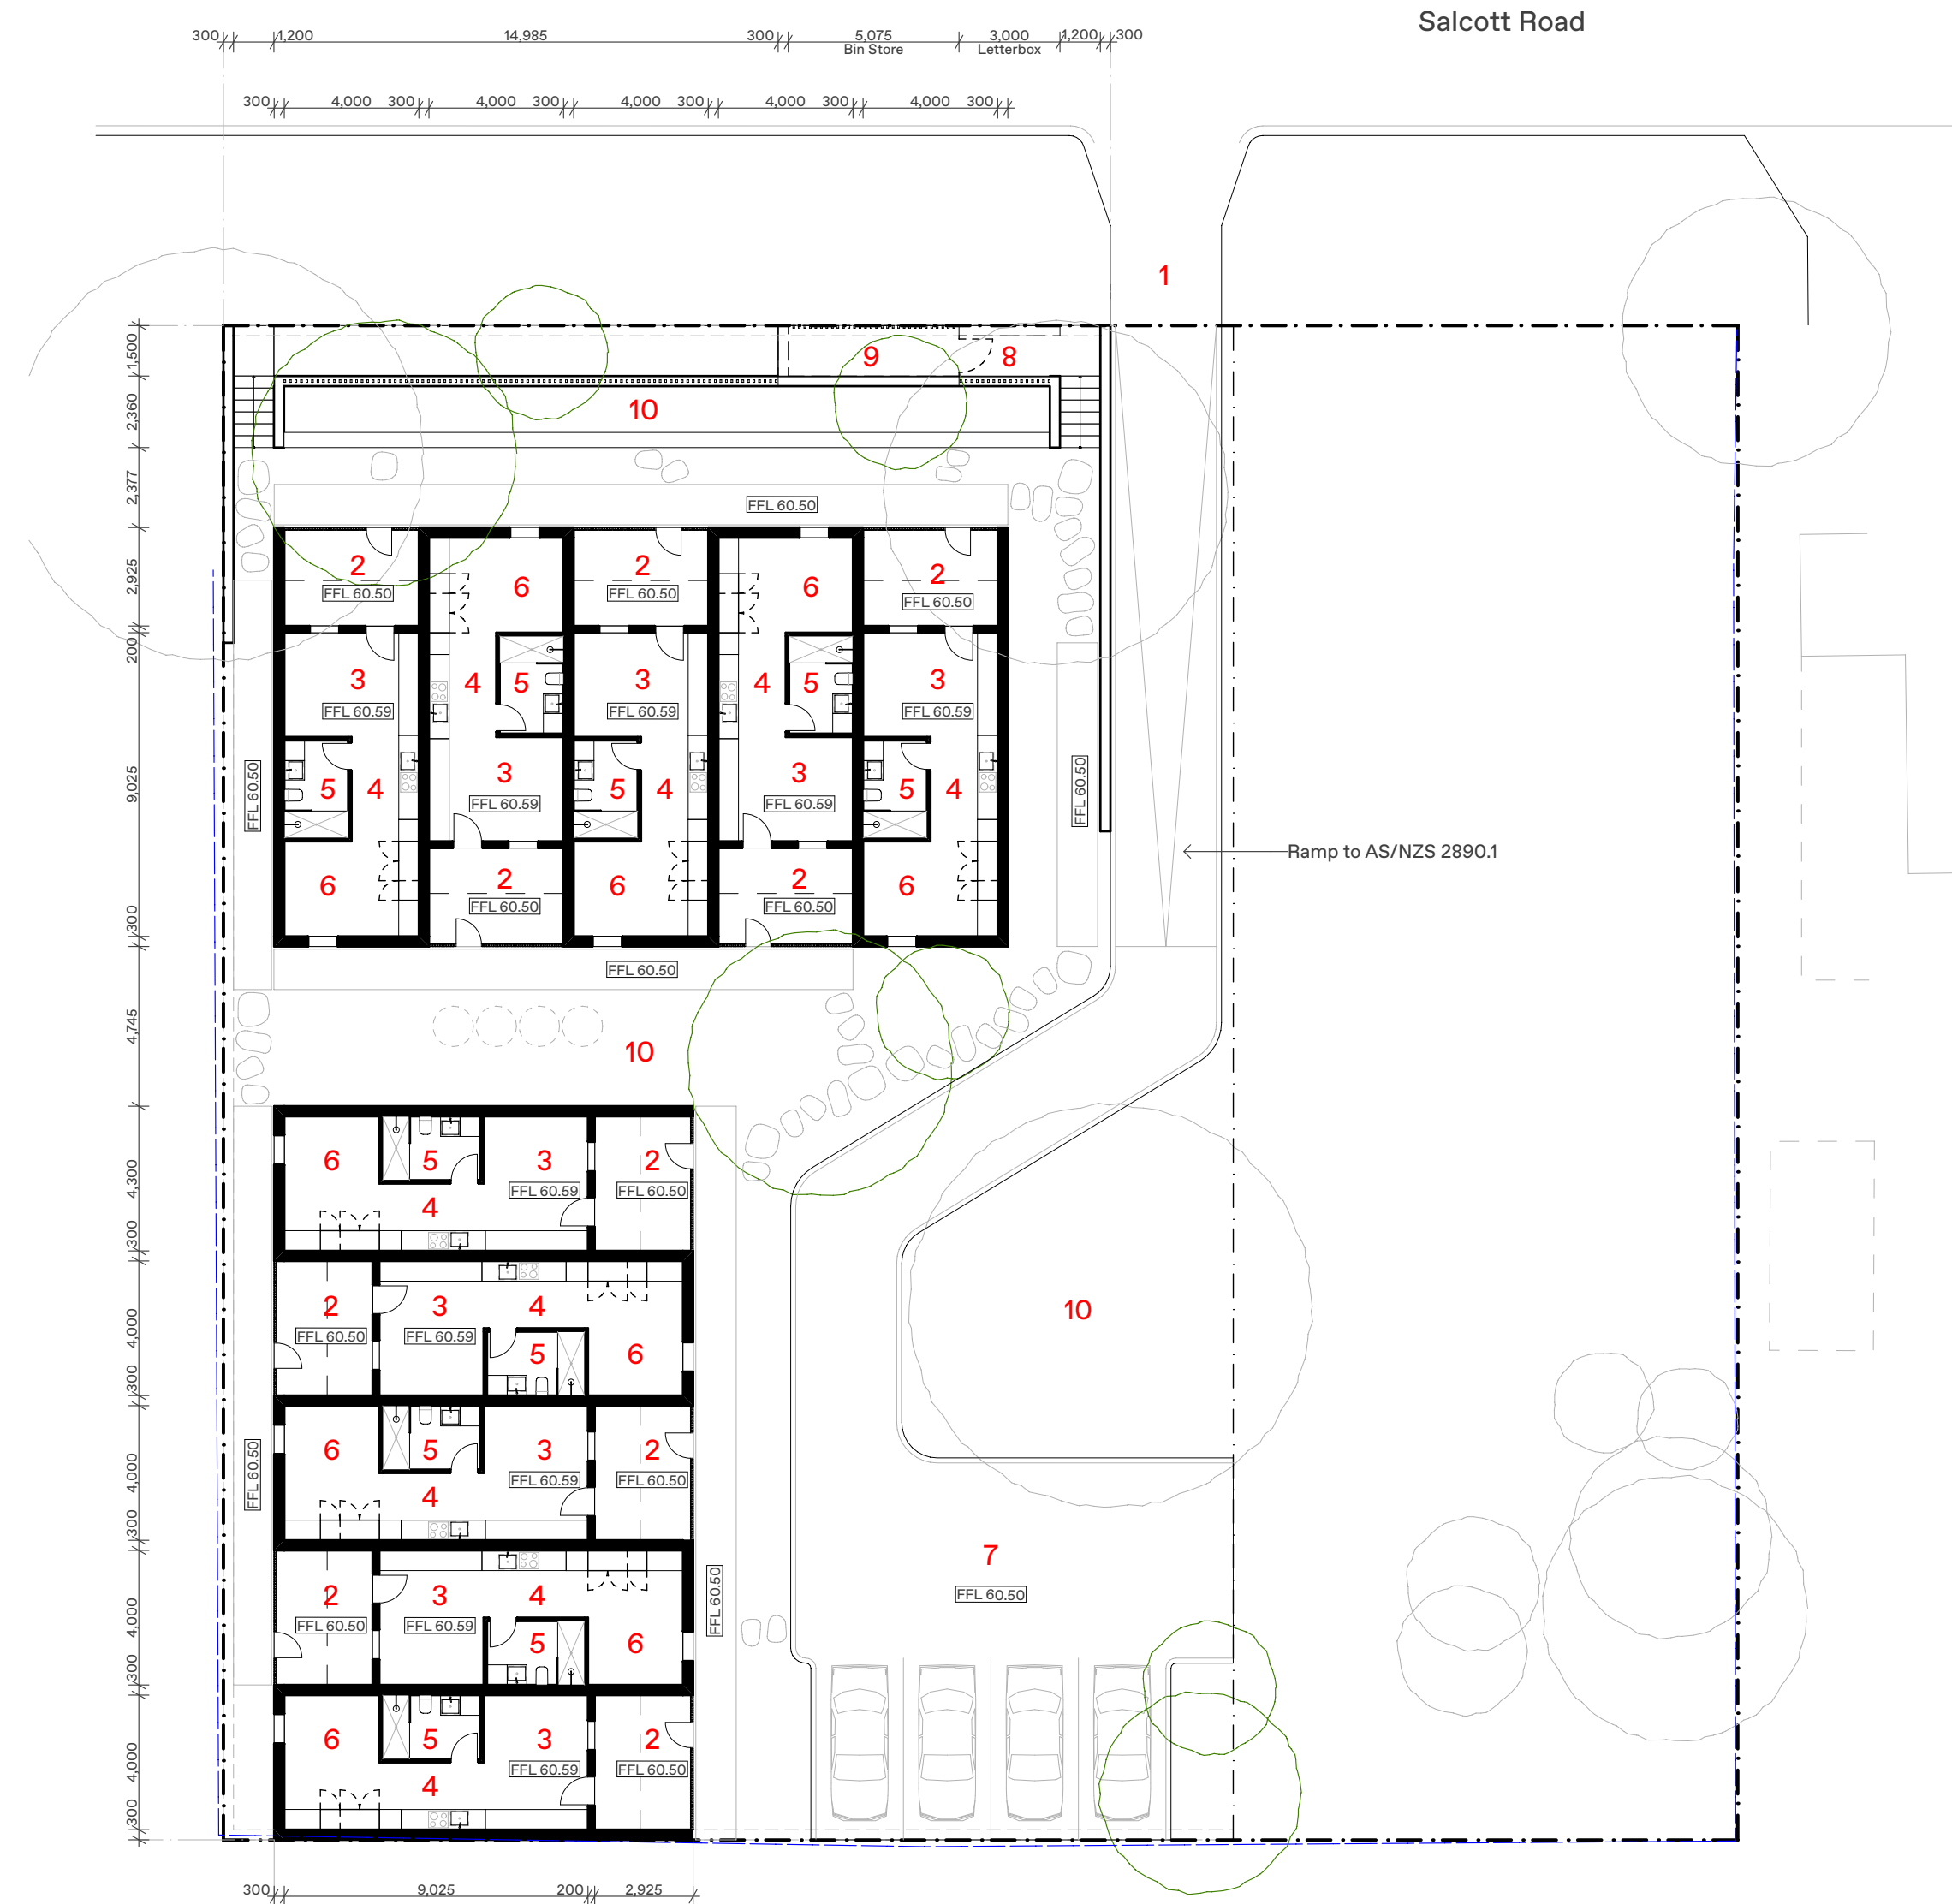 Salcott Road
300 1,200 14,985 300 5,075 3,000 1,200 300
Bin Store Letterbox
300 4,000 300 4,000 300 4,000 300 4,000 300 4,000 300
1
1,500
9 8
2,360
10
2,377
FFL 60.50
2,925
2 6 2 6 2
FFL 60.50 FFL 60.50 FFL 60.50
200
3 4 5 3 4 5 3
FFL 60.59 FFL 60.59 FFL 60.59
9,025
FFL 60.50
5 4 3 5 4 3 5 4
FFL 60.59 FFL 60.59
FFL 60.50
Ramp to AS/NZS 2890.1
6 2 6 2 6
FFL 60.50 FFL 60.50
300
FFL 60.50
4,745
10
4,300
6 5 3 2
FFL 60.59 FFL 60.50
4
300
4,000
2 3 4
FFL 60.50 FFL 60.59
5 6
10
300
4,000
6 5 3 2
FFL 60.59 FFL 60.50
4
FFL 60.50
300
4,000
2 3 4
FFL 60.50 FFL 60.59
5 6
FFL 60.50
7
FFL 60.50
300
4,000
6 5 3 2
FFL 60.59 FFL 60.50
4
300
300 9,025 200 2,925